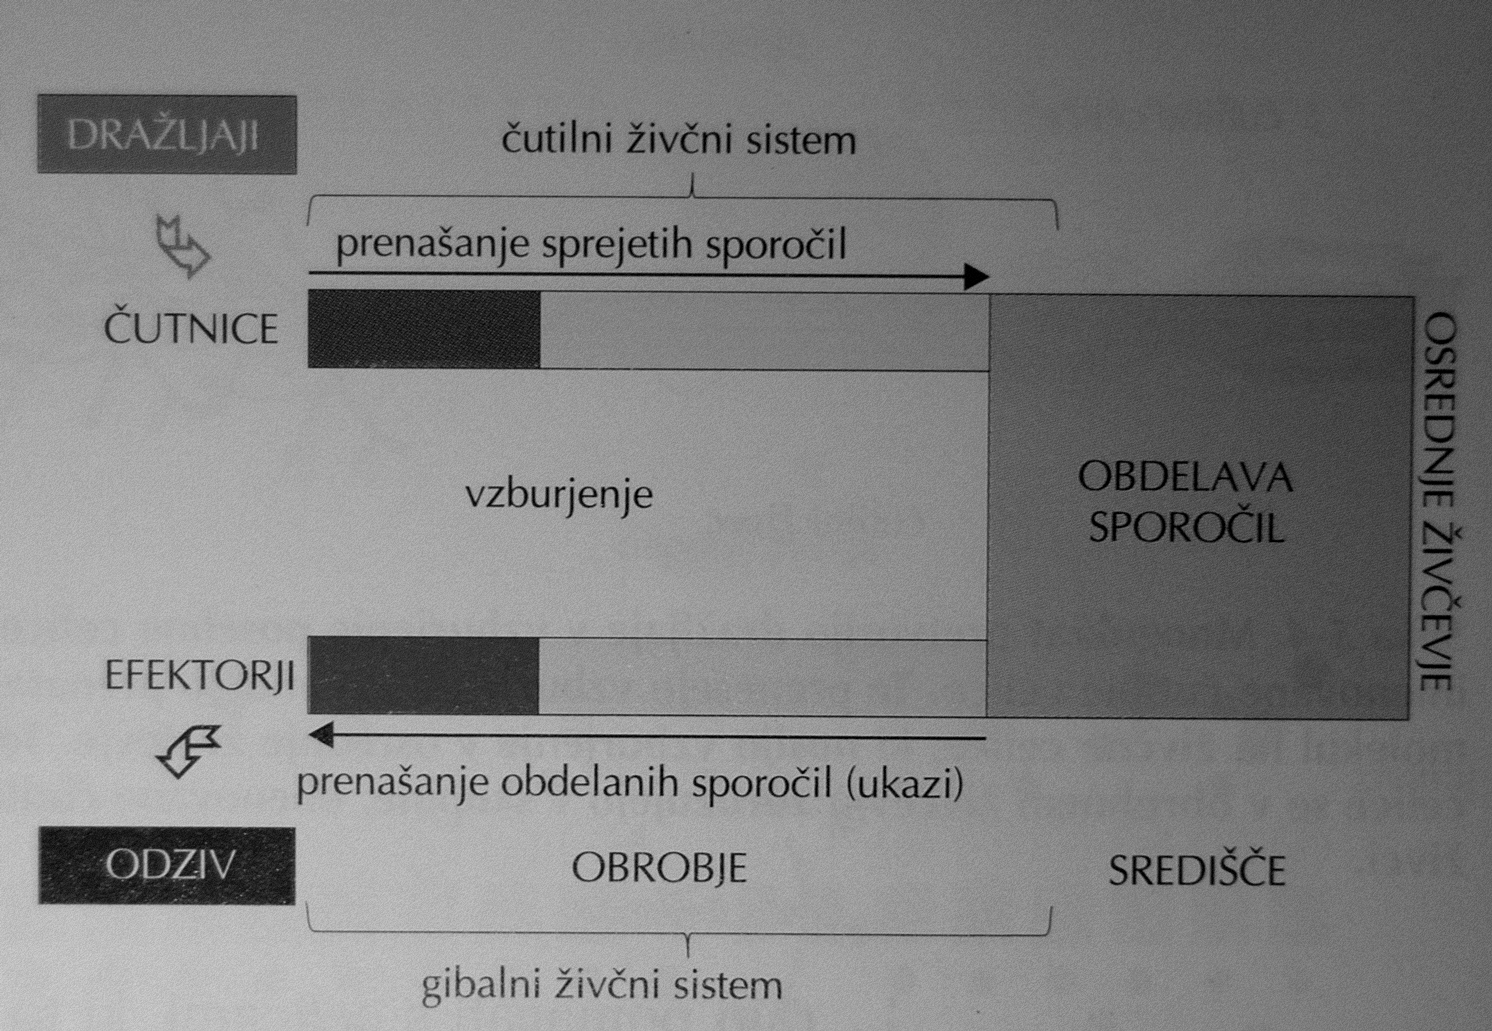 DRAŽLJAJI
čutilni živčni sistem
prenašanje sprejetih sporočil
ČUTNICE
OSREDNJE ŽIVČEVJE
vzburjenje
OBDELAVA
SPOROČIL
EFEKTORJI
prenašanje obdelanih sporočil (ukazi)
ODZIV
OBROBJE
SREDIŠČE
gibalni živčni sistem